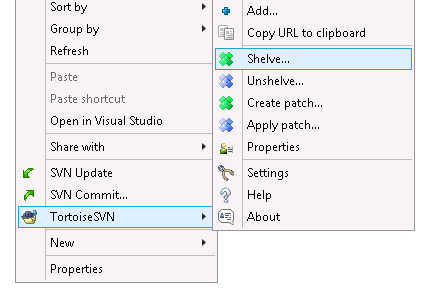 Sort by
Group by
Refresh
Paste
Paste shortcut
Open in Visual Studio
Share with
SVN Update
SVN Commit...
TortoiseSVN
New
Properties
Add...
Copy URL to clipboard
Shelve...
Unshelve...
Create patch...
Apply patch...
Properties
Settings
Help
About